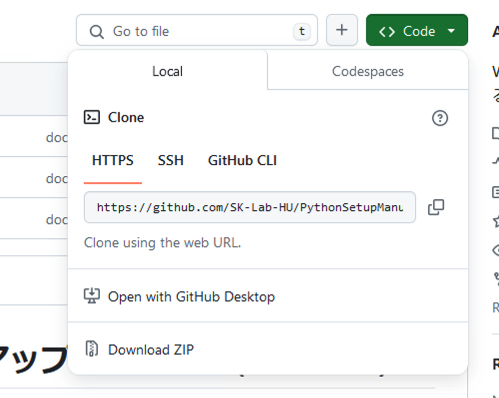 Go to file
t
Code
Local
Codespaces
Clone
HTTPS
SSH
GitHub CLI
https://github.com/SK-Lab-HU/PythonSetupManu
Clone using the web URL.
Open with GitHub Desktop
Download ZIP
doc
doc
doc
アップ